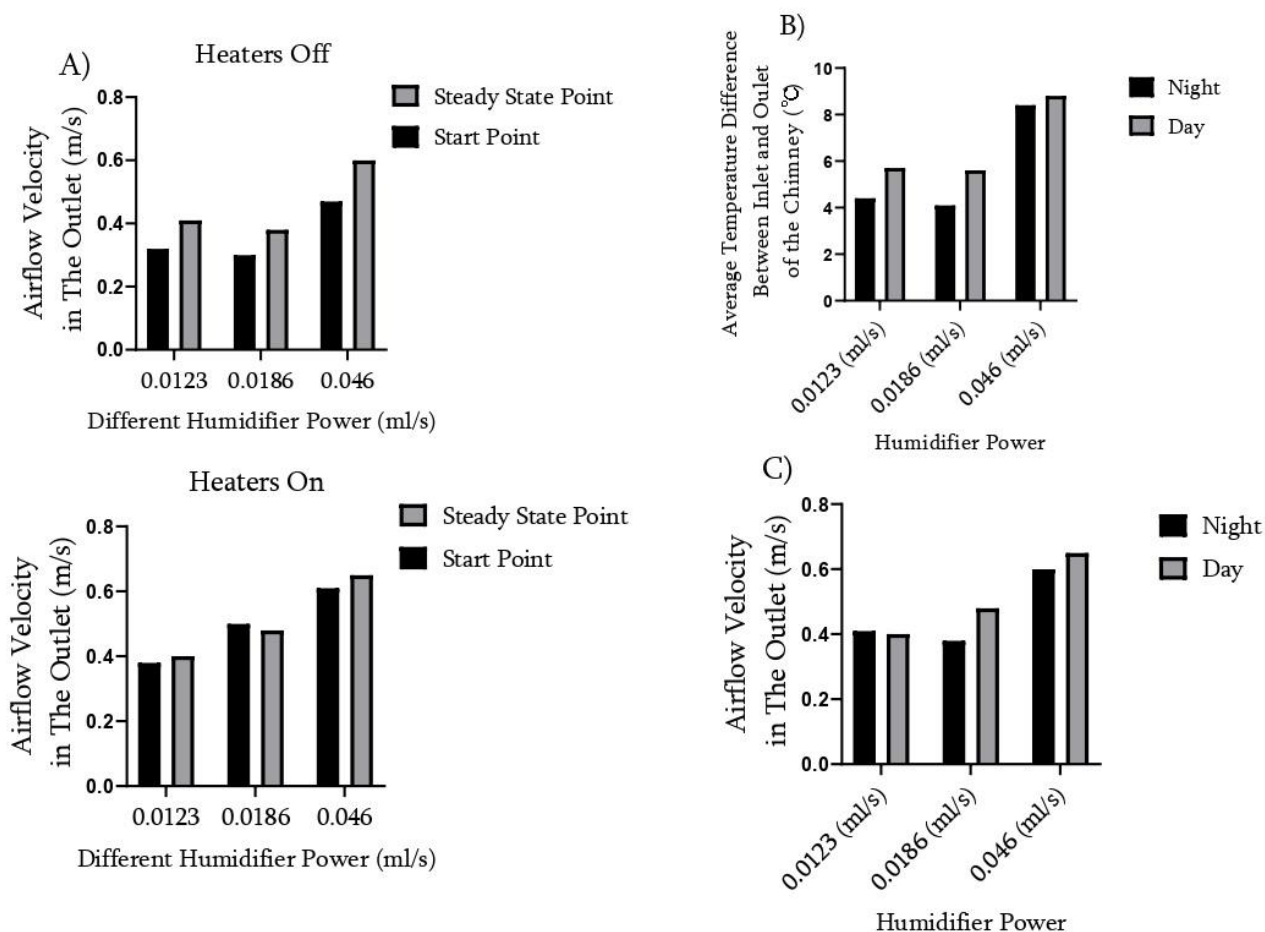 A)
Heaters Off
Steady State Point
Start Point
Airflow Velocity
in The Outlet (m/s)
0.8
0.6
0.4
0.2
0.0
0.0123 0.0186 0.046
Different Humidifier Power (ml/s)
Heaters On
Steady State Point
Start Point
Airflow Velocity
in The Outlet (m/s)
0.8
0.6
0.4
0.2
0.0
0.0123 0.0186 0.046
Different Humidifier Power (ml/s)
B)
Night
Day
Average Temperature Difference
Between Inlet and Oulet
of the Chimney (℃)
10
8
6
4
2
0
0.0123 (ml/s)
0.0186 (ml/s)
0.046 (ml/s)
Humidifier Power
C)
Night
Day
Airflow Velocity
in The Outlet (m/s)
0.8
0.6
0.4
0.2
0.0
0.0123 (ml/s)
0.0186 (ml/s)
0.046 (ml/s)
Humidifier Power